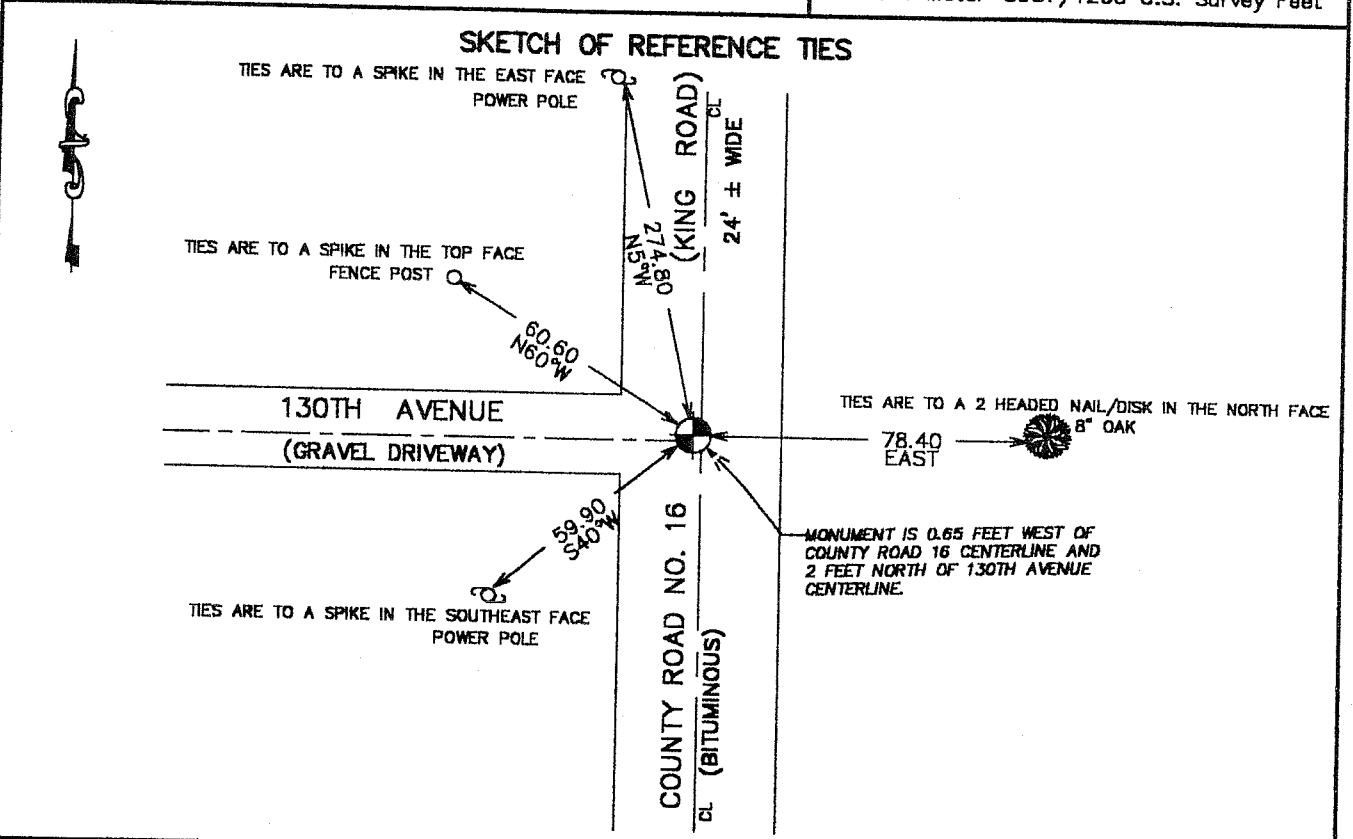 U.S. Survey Feet
SKETCH OF REFERENCE TIES
TIES ARE TO A SPIKE IN THE EAST FACE
POWER POLE
(KING ROAD)
CL
24' ± WIDE
274.80
N5°W
TIES ARE TO A SPIKE IN THE TOP FACE
FENCE POST
60.60
N60°W
130TH AVENUE
(GRAVEL DRIVEWAY)
TIES ARE TO A 2 HEADED NAIL/DISK IN THE NORTH FACE
8" OAK
78.40
EAST
59.90
S40°W
MONUMENT IS 0.65 FEET WEST OF
COUNTY ROAD 16 CENTERLINE AND
2 FEET NORTH OF 130TH AVENUE
CENTERLINE.
TIES ARE TO A SPIKE IN THE SOUTHEAST FACE
POWER POLE
COUNTY ROAD NO. 16
CL
(BITUMINOUS)